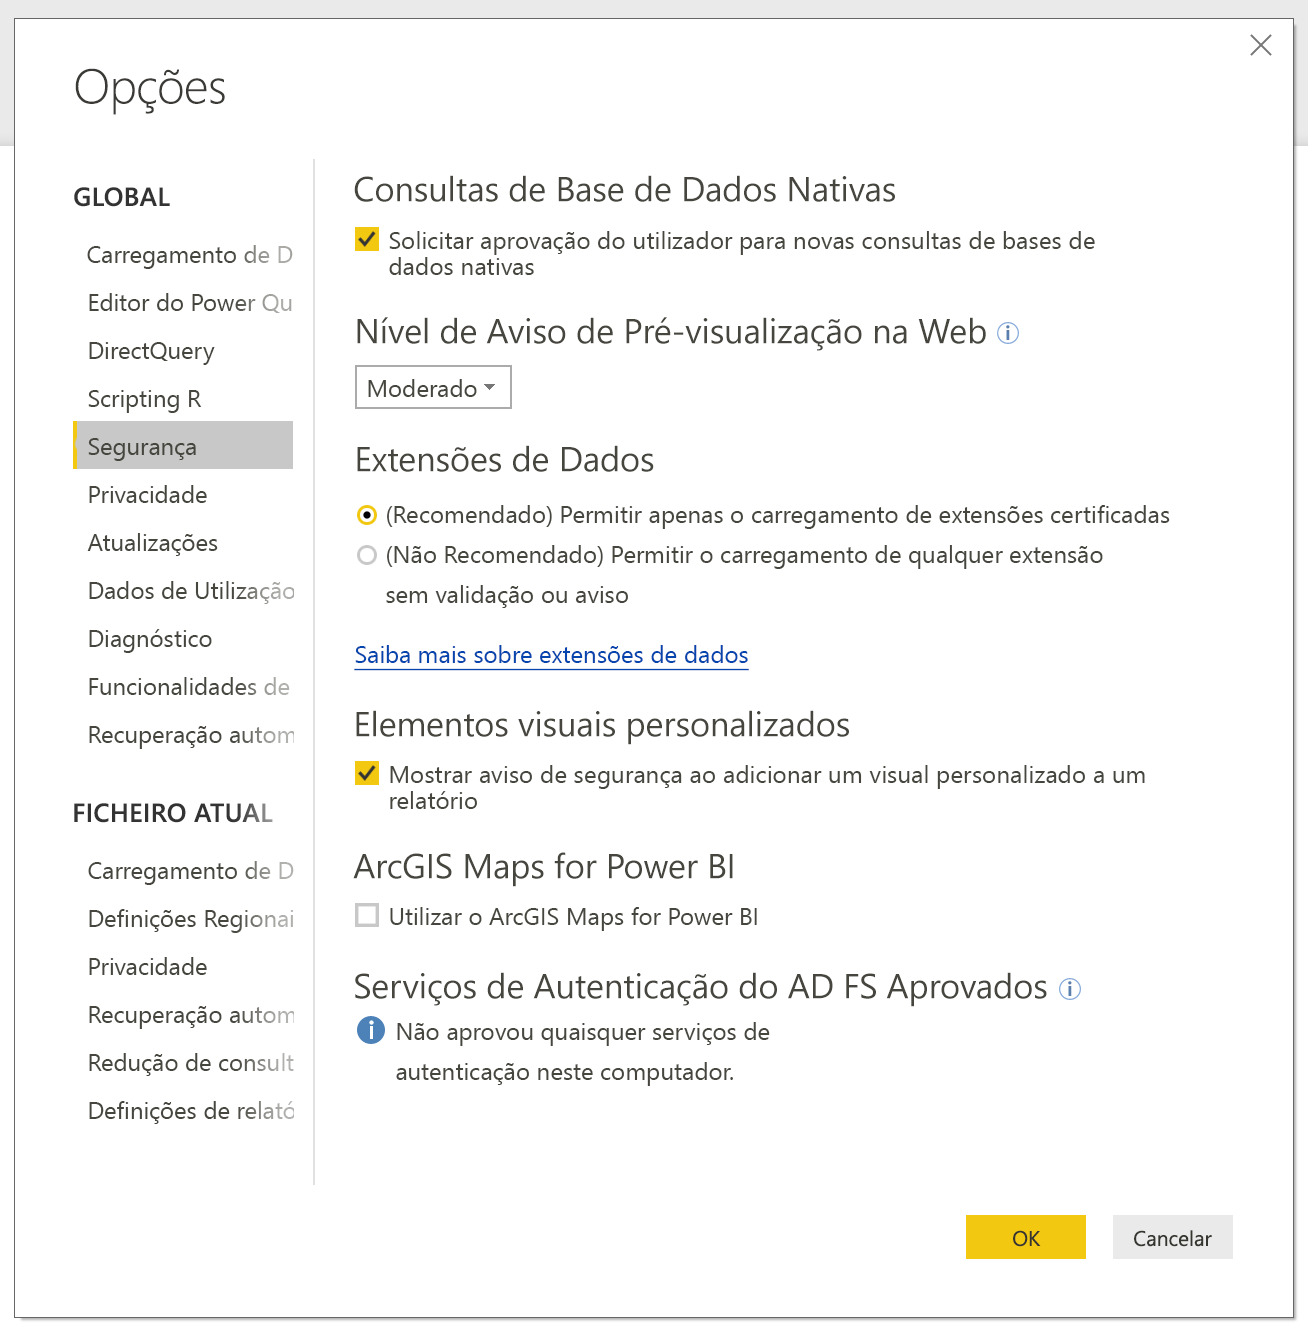 Opções
GLOBAL
Carregamento de D
Editor do Power Qu
DirectQuery
Scripting R
Segurança
Privacidade
Atualizações
Dados de Utilização
Diagnóstico
Funcionalidades de
Recuperação autom
FICHEIRO ATUAL
Carregamento de D
Definições Regionai
Privacidade
Recuperação autom
Redução de consult
Definições de relató
Consultas de Base de Dados Nativas
Solicitar aprovação do utilizador para novas consultas de bases de
dados nativas
Nível de Aviso de Pré-visualização na Web
Moderado
Extensões de Dados
(Recomendado) Permitir apenas o carregamento de extensões certificadas
(Não Recomendado) Permitir o carregamento de qualquer extensão
sem validação ou aviso
Saiba mais sobre extensões de dados
Elementos visuais personalizados
Mostrar aviso de segurança ao adicionar um visual personalizado a um
relatório
ArcGIS Maps for Power BI
Utilizar o ArcGIS Maps for Power BI
Serviços de Autenticação do AD FS Aprovados
Não aprovou quaisquer serviços de
autenticação neste computador.
OK
Cancelar